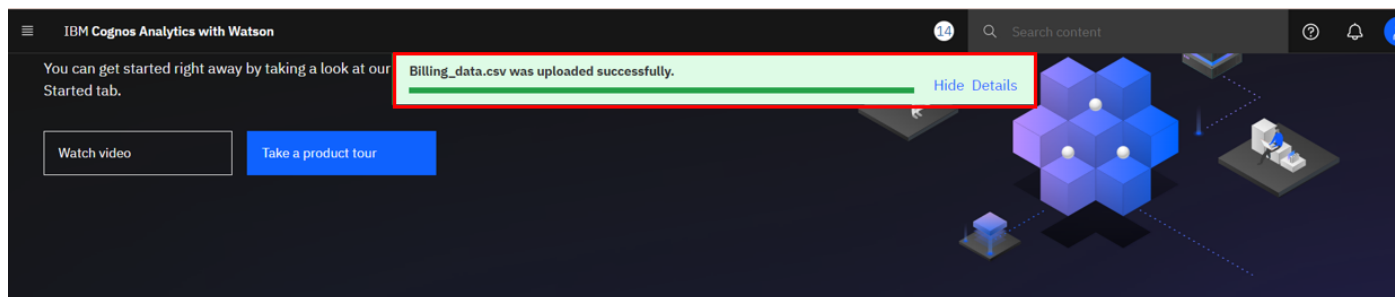 IBM Cognos Analytics with Watson
14
Search content
You can get started right away by taking a look at our
Started tab.
Billing_data.csv was uploaded successfully.
Hide Details
Watch video
Take a product tour